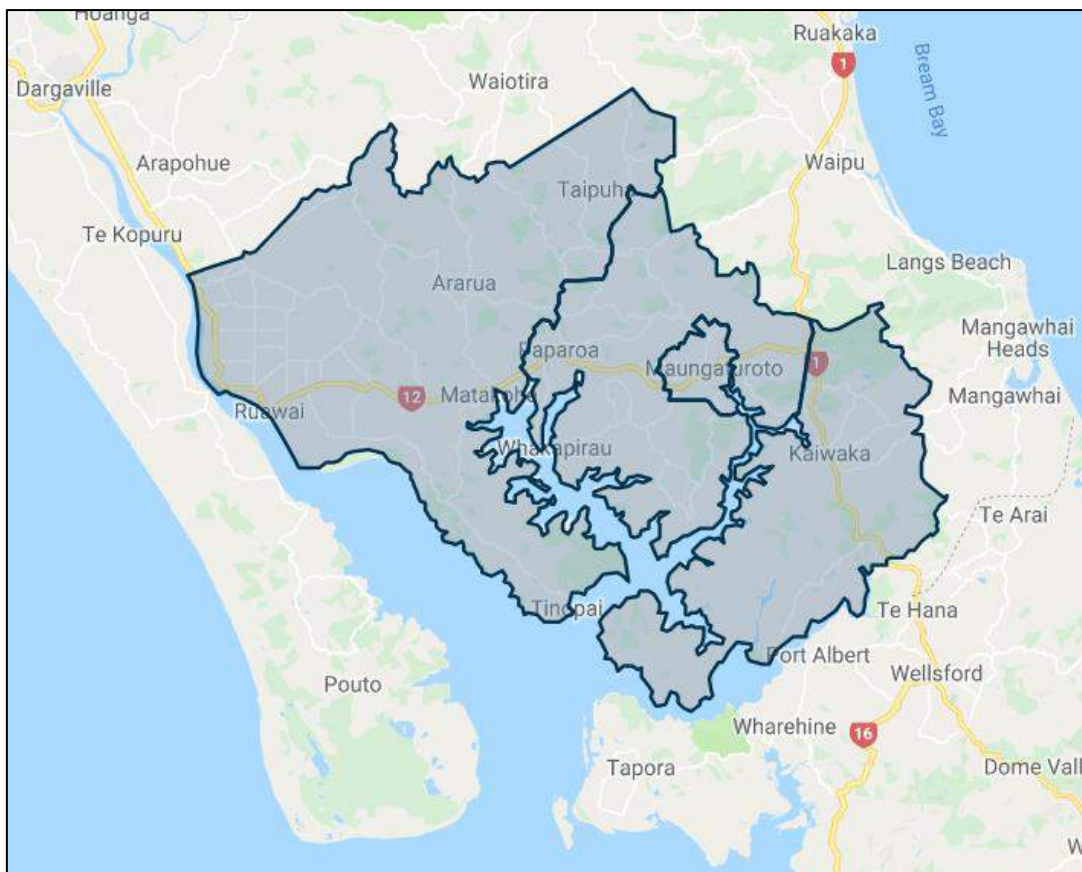 Hoanga
Ruakaka
1
Bream Bay
Dargaville
Waiotira
Arapohue
Waipu
Taipuha
Te Kopuru
Langs Beach
Ararua
Mangawhai
Heads
Paparoa
1
Maungaturoto
12
Matakohe
Mangawhai
Ruawai
Whakapirau
Kaiwaka
Te Arai
Tinopai
Te Hana
Port Albert
Wellsford
Pouto
Wharehine
16
Tapora
Dome Vall
W